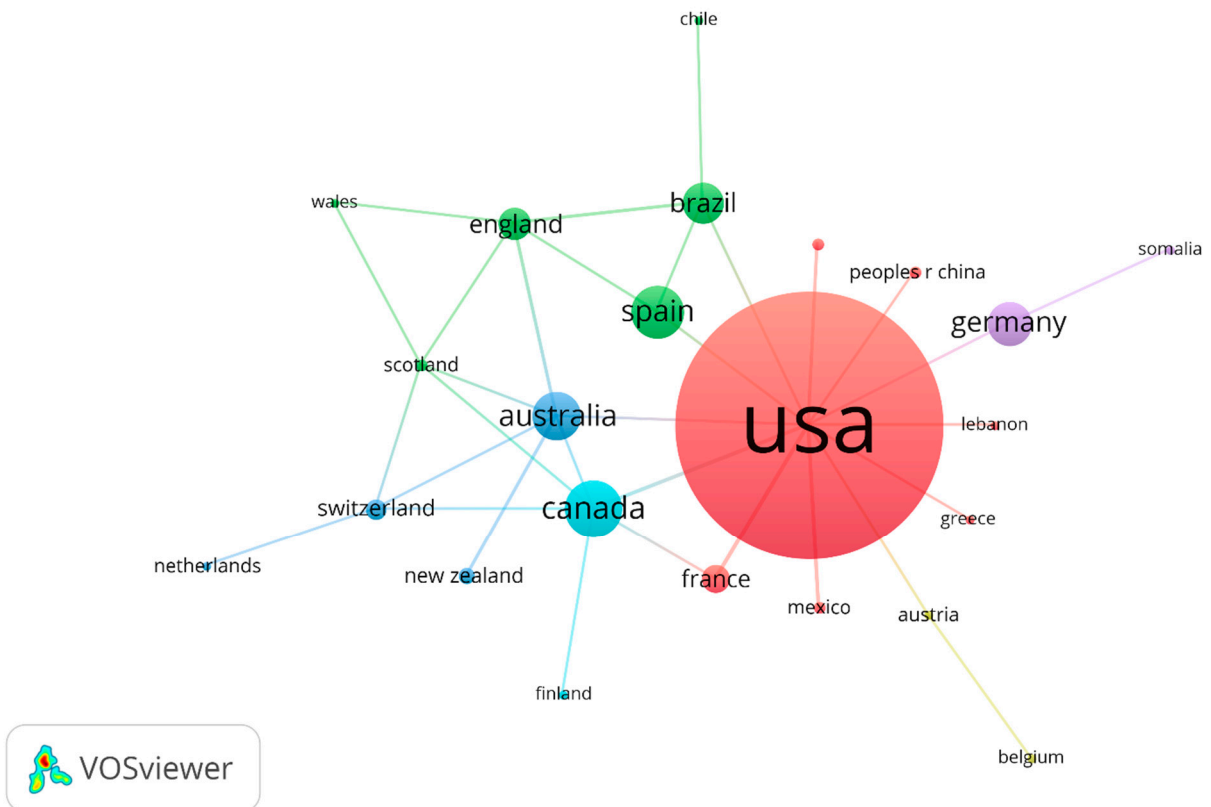 chile
wales
brazil
england
somalia
peoples r china
spain
germany
scotland
australia
usa
lebanon
switzerland
canada
greece
netherlands
new zealand
france
mexico
austria
finland
belgium
VOSviewer